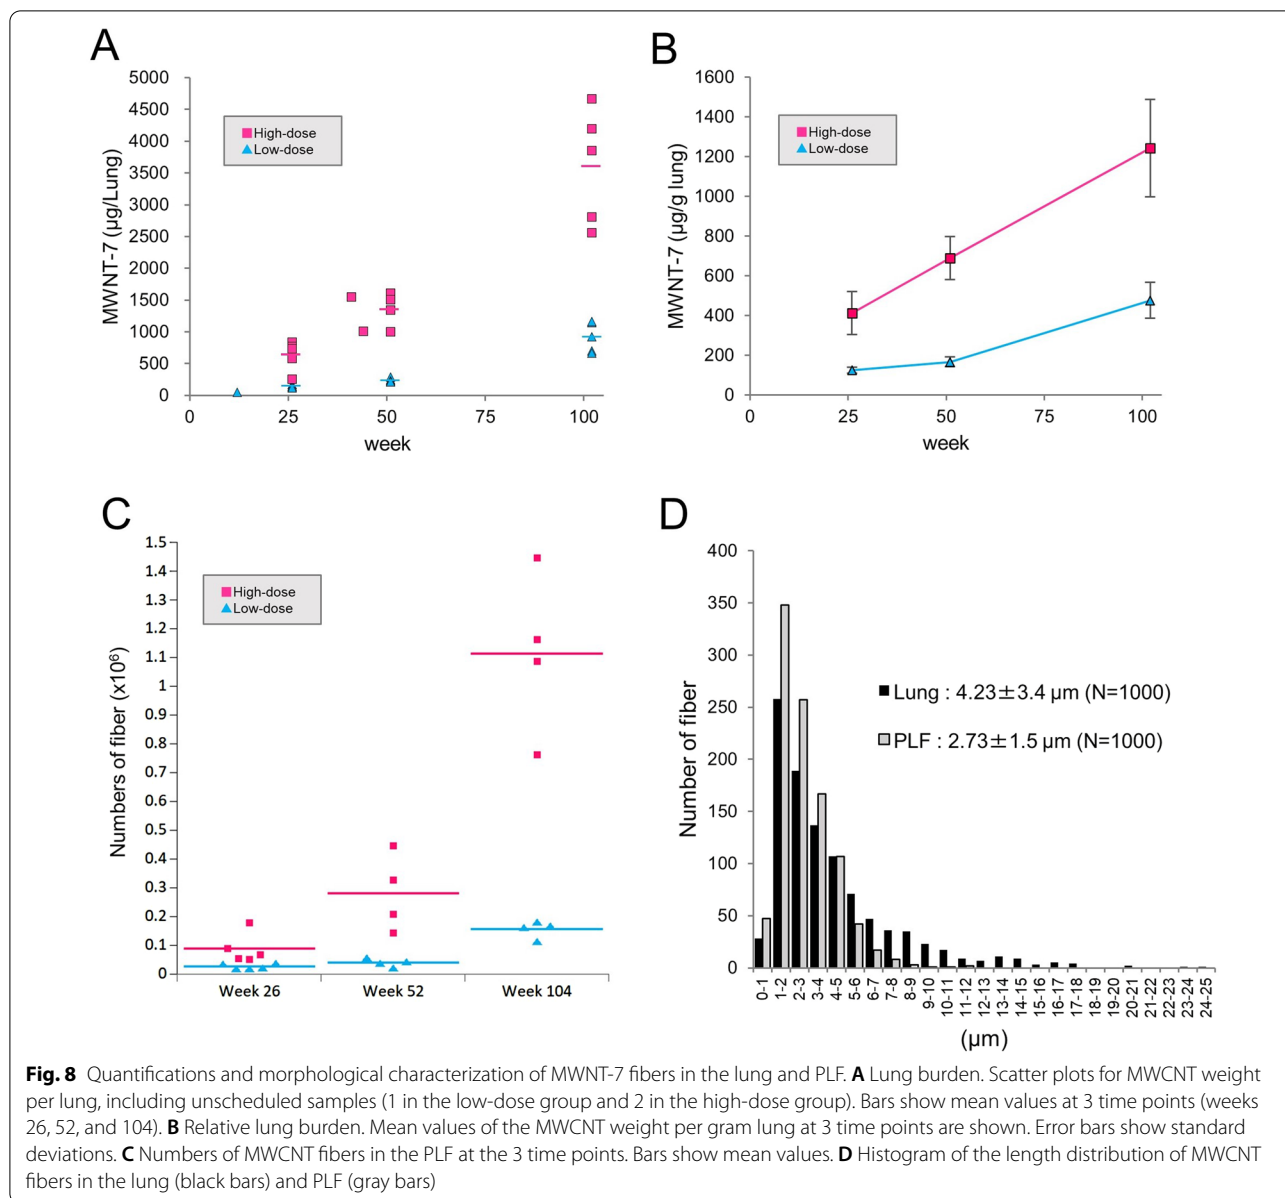 A
5000
4500
4000
3500
3000
2500
2000
1500
1000
500
0
MWNT-7 (µg/Lung)
High-dose
Low-dose
0
25
50
75
100
week
B
1600
1400
1200
1000
800
600
400
200
0
MWNT-7 (µg/g lung)
High-dose
Low-dose
0
25
50
75
100
week
C
1.5
1.4
1.3
1.2
1.1
1
0.9
0.8
0.7
0.6
0.5
0.4
0.3
0.2
0.1
0
Numbers of fiber (x10⁶)
High-dose
Low-dose
Week 26
Week 52
Week 104
D
400
350
300
250
200
150
100
50
0
Number of fiber
Lung : 4.23±3.4 µm (N=1000)
PLF : 2.73±1.5 µm (N=1000)
0-1
1-2
2-3
3-4
4-5
5-6
6-7
7-8
8-9
9-10
10-11
11-12
12-13
13-14
14-15
15-16
16-17
17-18
18-19
19-20
20-21
21-22
22-23
23-24
24-25
(µm)
Fig. 8 Quantifications and morphological characterization of MWNT-7 fibers in the lung and PLF. A Lung burden. Scatter plots for MWCNT weight
per lung, including unscheduled samples (1 in the low-dose group and 2 in the high-dose group). Bars show mean values at 3 time points (weeks
26, 52, and 104). B Relative lung burden. Mean values of the MWCNT weight per gram lung at 3 time points are shown. Error bars show standard
deviations. C Numbers of MWCNT fibers in the PLF at the 3 time points. Bars show mean values. D Histogram of the length distribution of MWCNT
fibers in the lung (black bars) and PLF (gray bars)